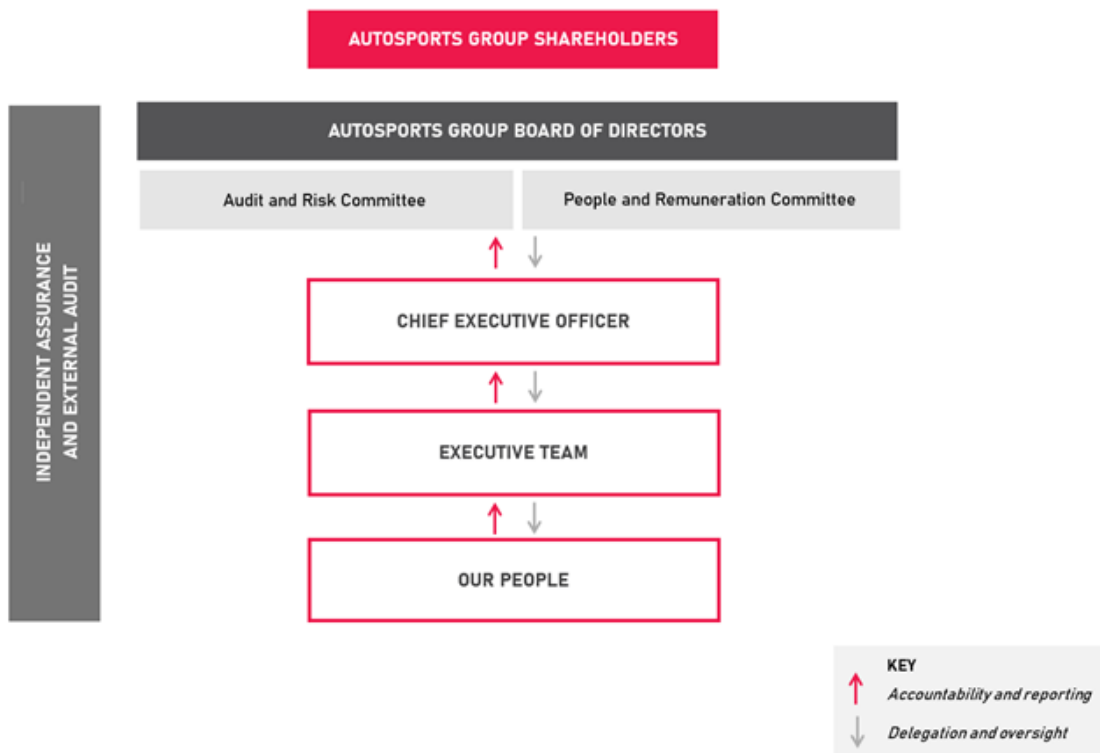 AUTOSPORTS GROUP SHAREHOLDERS
AUTOSPORTS GROUP BOARD OF DIRECTORS
Audit and Risk Committee
People and Remuneration Committee
INDEPENDENT ASSURANCE
AND EXTERNAL AUDIT
CHIEF EXECUTIVE OFFICER
EXECUTIVE TEAM
OUR PEOPLE
KEY
Accountability and reporting
Delegation and oversight